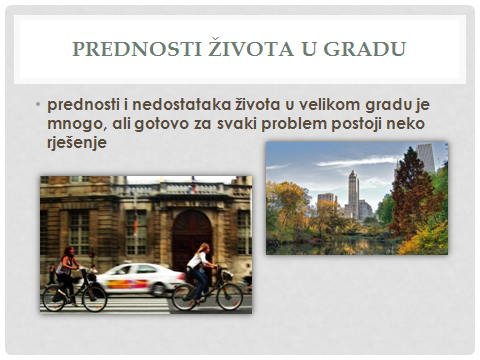 PREDNOSTI ŽIVOTA U GRADU
• prednosti i nedostataka života u velikom gradu je
mnogo, ali gotovo za svaki problem postoji neko
rješenje